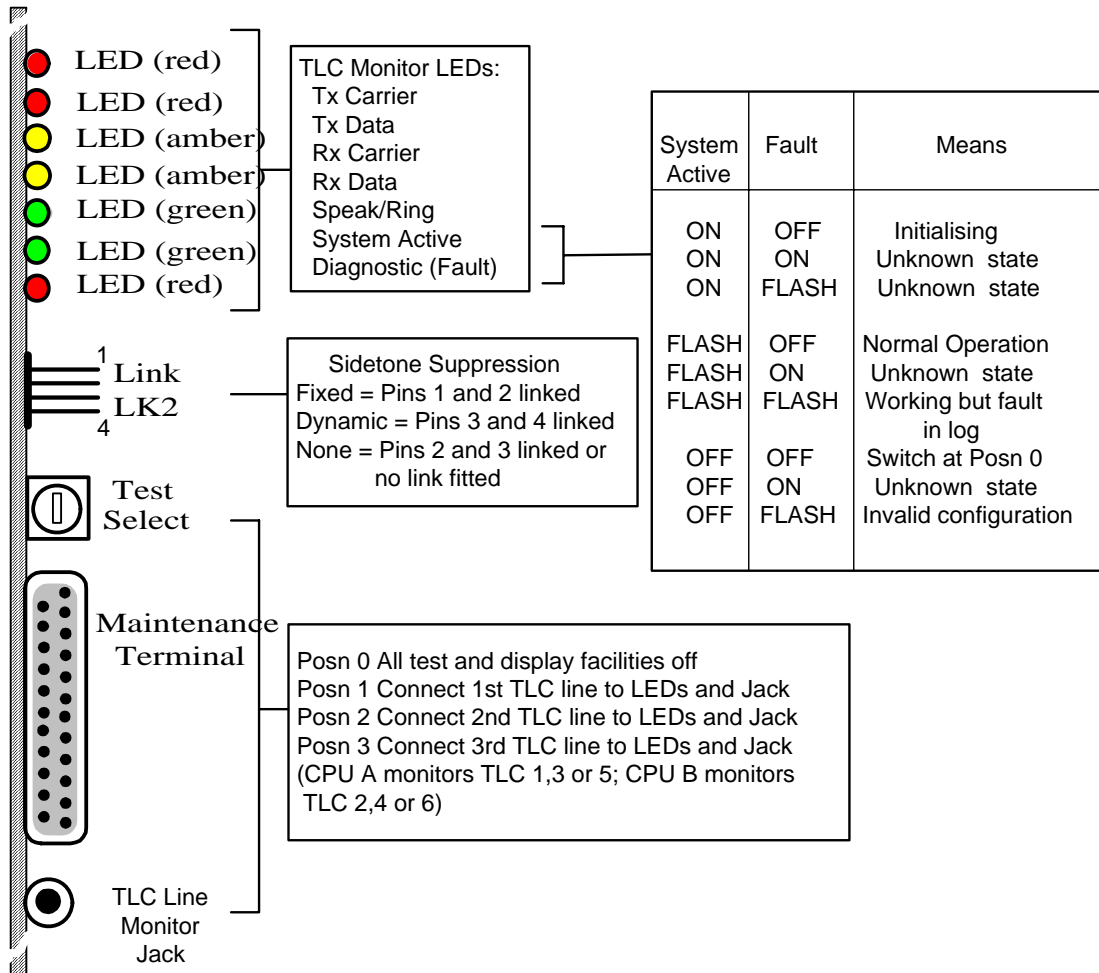 LED (red)
LED (red)
LED (amber)
LED (amber)
LED (green)
LED (green)
LED (red)
TLC Monitor LEDs:
Tx Carrier
Tx Data
Rx Carrier
Rx Data
Speak/Ring
System Active
Diagnostic (Fault)
System Active Fault Means
ON OFF Initialising
ON ON Unknown state
ON FLASH Unknown state
FLASH OFF Normal Operation
FLASH ON Unknown state
FLASH FLASH Working but fault
in log
OFF OFF Switch at Posn 0
OFF ON Unknown state
OFF FLASH Invalid configuration
1
Link
LK2
4
Sidetone Suppression
Fixed = Pins 1 and 2 linked
Dynamic = Pins 3 and 4 linked
None = Pins 2 and 3 linked or
no link fitted
Test
Select
Maintenance
Terminal
Posn 0 All test and display facilities off
Posn 1 Connect 1st TLC line to LEDs and Jack
Posn 2 Connect 2nd TLC line to LEDs and Jack
Posn 3 Connect 3rd TLC line to LEDs and Jack
(CPU A monitors TLC 1,3 or 5; CPU B monitors
TLC 2,4 or 6)
TLC Line
Monitor
Jack